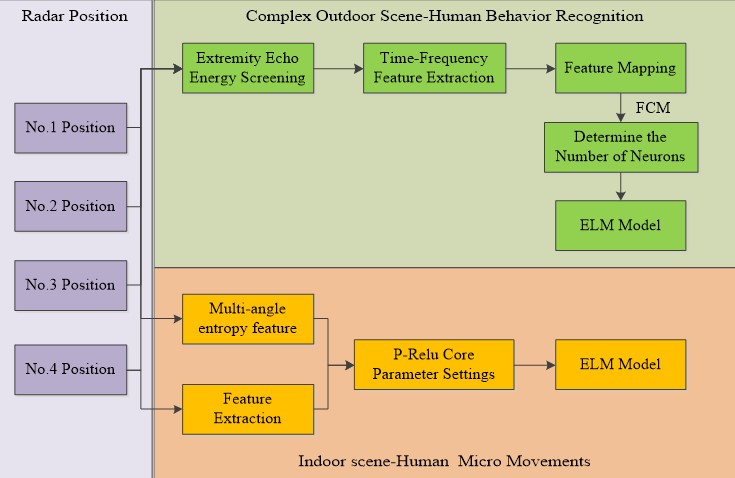 Radar Position
Complex Outdoor Scene-Human Behavior Recognition
Extremity Echo
Energy Screening
Time-Frequency
Feature Extraction
Feature Mapping
FCM
No.1 Position
Determine the
Number of Neurons
No.2 Position
ELM Model
No.3 Position
Multi-angle
entropy feature
No.4 Position
P-Relu Core
Parameter Settings
ELM Model
Feature
Extraction
Indoor scene-Human  Micro Movements